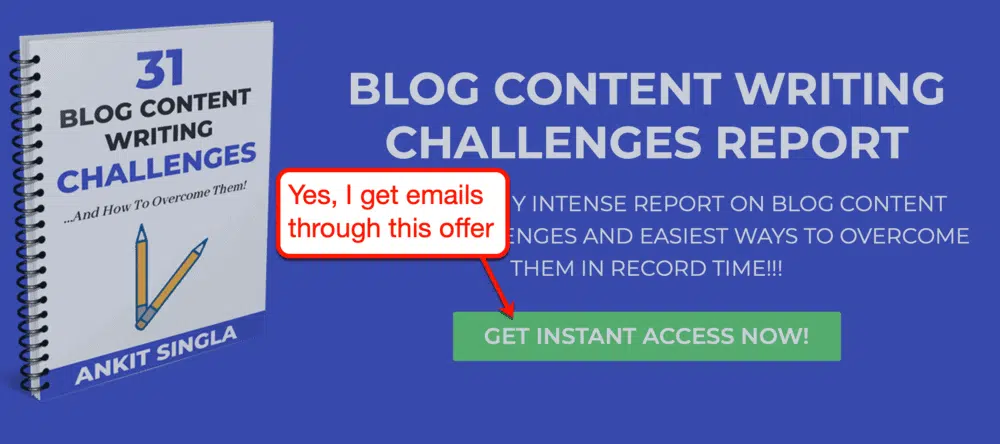 31
BLOG CONTENT
WRITING
CHALLENGES
...And How To Overcome Them!
ANKIT SINGLA
BLOG CONTENT WRITING
CHALLENGES REPORT
Yes, I get emails
through this offer
Y INTENSE REPORT ON BLOG CONTENT
ENGES AND EASIEST WAYS TO OVERCOME
THEM IN RECORD TIME!!!
GET INSTANT ACCESS NOW!